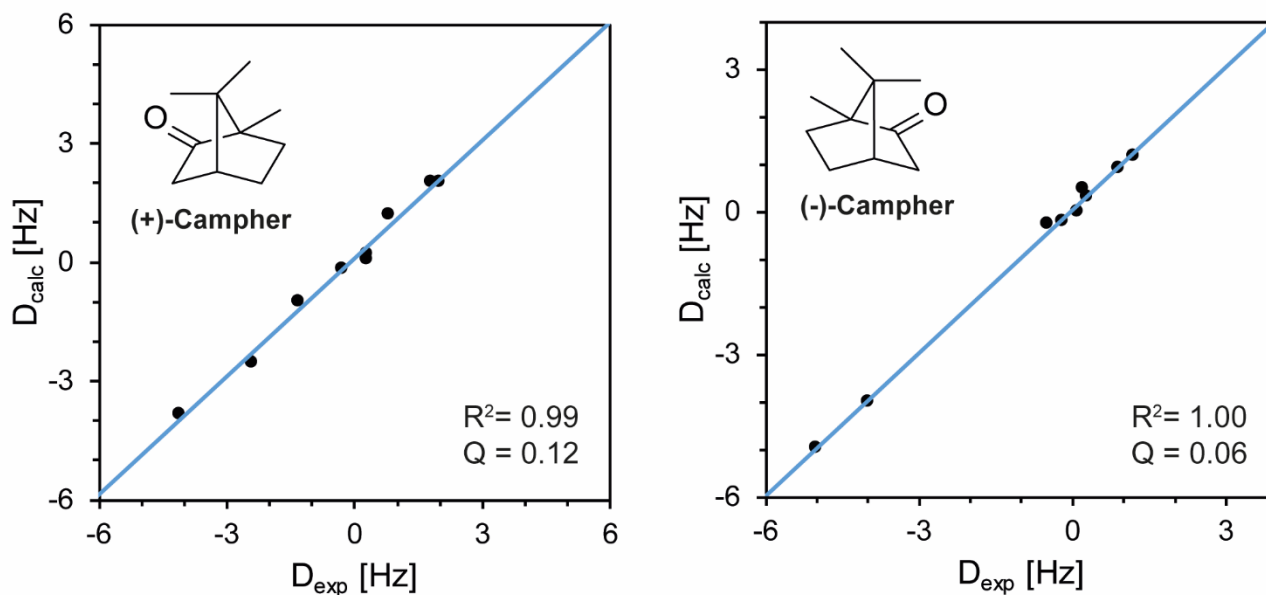 6
3
0
-3
-6
-6
-3
0
3
6
D_calc [Hz]
D_exp [Hz]
O
(+)-Campher
R²= 0.99
Q = 0.12
3
0
-3
-6
-6
-3
0
3
D_calc [Hz]
D_exp [Hz]
O
(-)-Campher
R²= 1.00
Q = 0.06